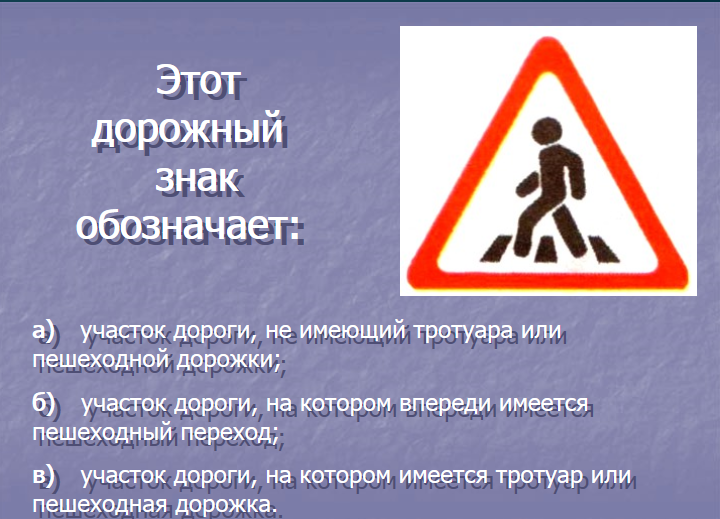 Этот
дорожный
знак
обозначает:
а) участок дороги, не имеющий тротуара или
пешеходной дорожки;
б) участок дороги, на котором впереди имеется
пешеходный переход;
в) участок дороги, на котором имеется тротуар или
пешеходная дорожка.